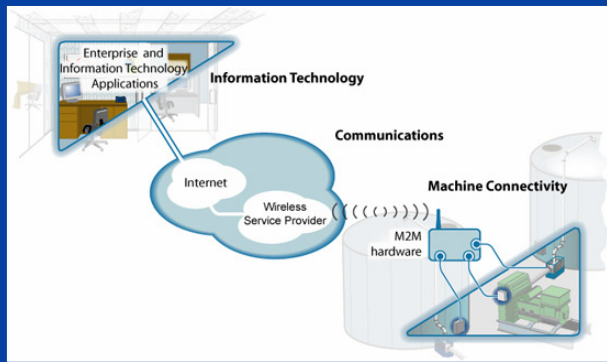 Enterprise and
Information Technology
Applications
Information Technology
Communications
Internet
Wireless
Service Provider
Machine Connectivity
M2M
hardware